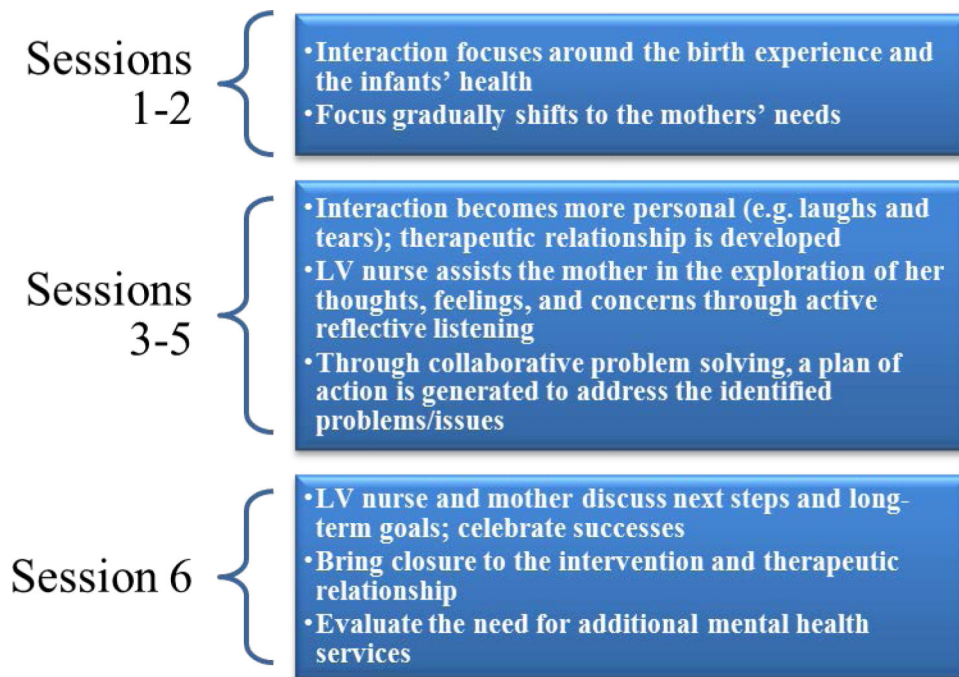 Sessions
1-2
•Interaction focuses around the birth experience and
the infants’ health
•Focus gradually shifts to the mothers’ needs
Sessions
3-5
•Interaction becomes more personal (e.g. laughs and
tears); therapeutic relationship is developed
•LV nurse assists the mother in the exploration of her
thoughts, feelings, and concerns through active
reflective listening
•Through collaborative problem solving, a plan of
action is generated to address the identified
problems/issues
Session 6
•LV nurse and mother discuss next steps and long-
term goals; celebrate successes
•Bring closure to the intervention and therapeutic
relationship
•Evaluate the need for additional mental health
services